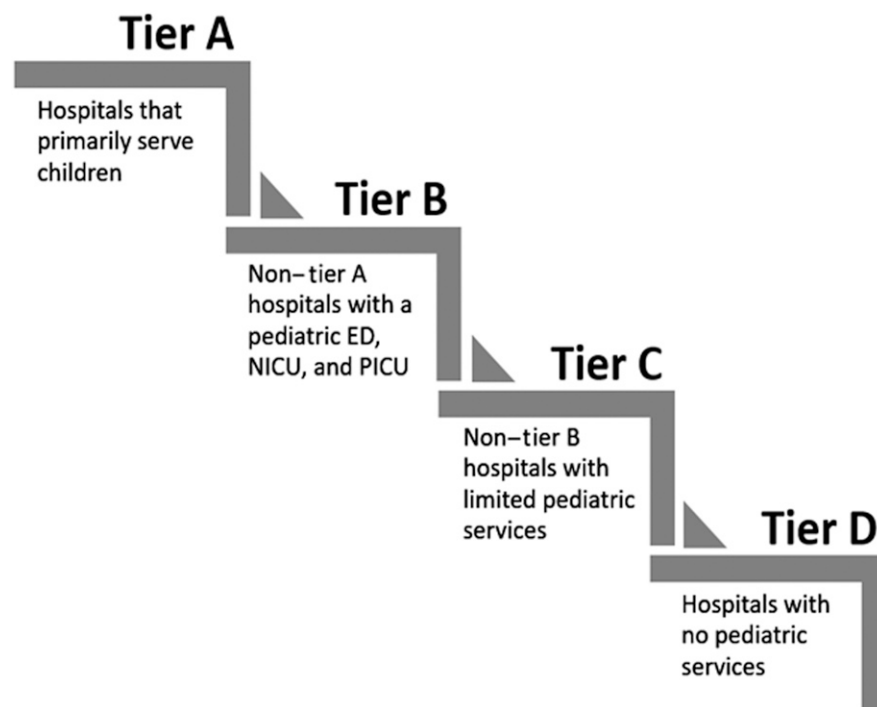 Tier A
Hospitals that
primarily serve
children
Tier B
Non–tier A
hospitals with a
pediatric ED,
NICU, and PICU
Tier C
Non–tier B
hospitals with
limited pediatric
services
Tier D
Hospitals with
no pediatric
services